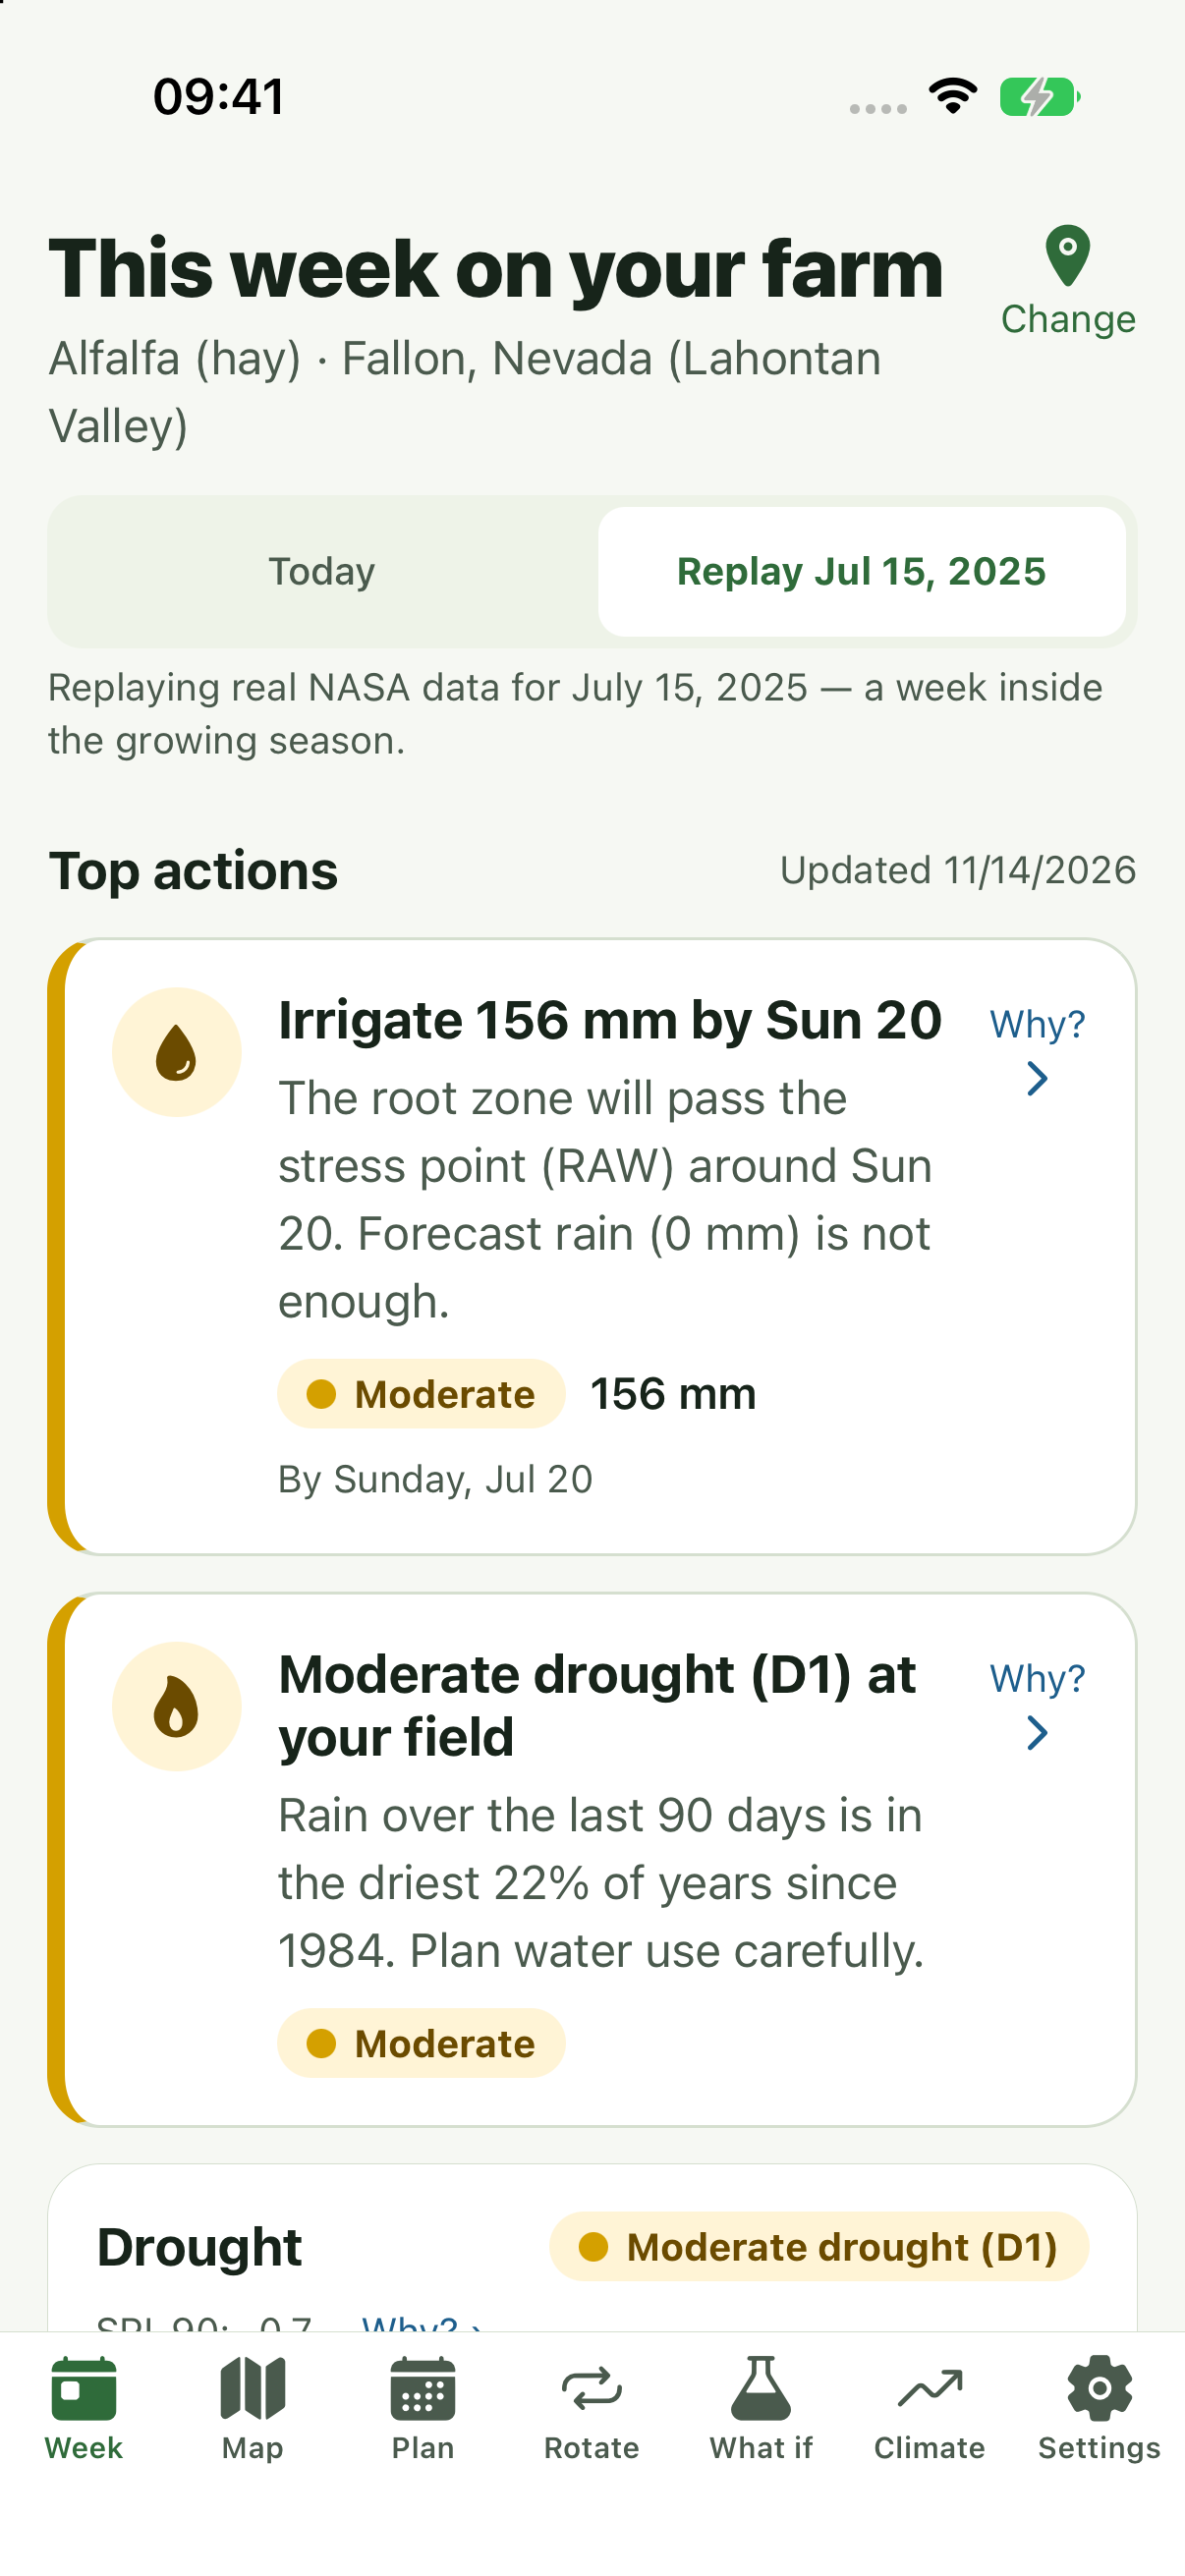 09:41
This week on your farm
Change
Alfalfa (hay) · Fallon, Nevada (Lahontan
Valley)
Today
Replay Jul 15, 2025
Replaying real NASA data for July 15, 2025 — a week inside
the growing season.
Top actions
Updated 11/14/2026
Irrigate 156 mm by Sun 20
Why?
The root zone will pass the
stress point (RAW) around Sun
20. Forecast rain (0 mm) is not
enough.
Moderate
156 mm
By Sunday, Jul 20
Moderate drought (D1) at
your field
Why?
Rain over the last 90 days is in
the driest 22% of years since
1984. Plan water use carefully.
Moderate
Drought
Moderate drought (D1)
Why? ›
Week
Map
Plan
Rotate
What if
Climate
Settings